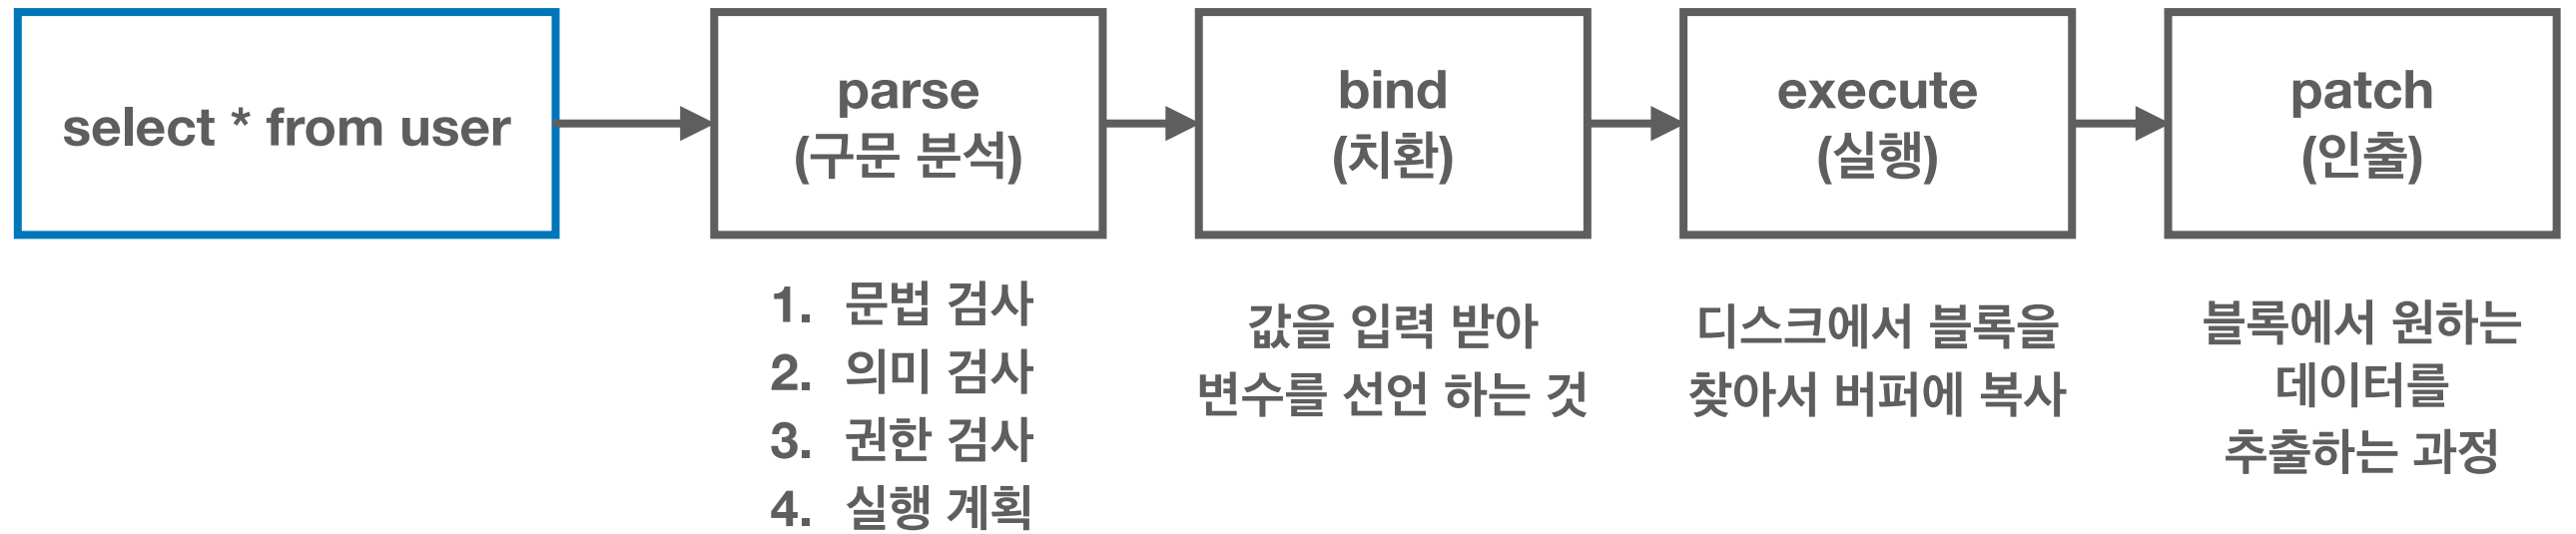 select * from user
parse
(구문 분석)
bind
(치환)
execute
(실행)
patch
(인출)
1. 문법 검사
2. 의미 검사
3. 권한 검사
4. 실행 계획
값을 입력 받아
변수를 선언 하는 것
디스크에서 블록을
찾아서 버퍼에 복사
블록에서 원하는
데이터를
추출하는 과정